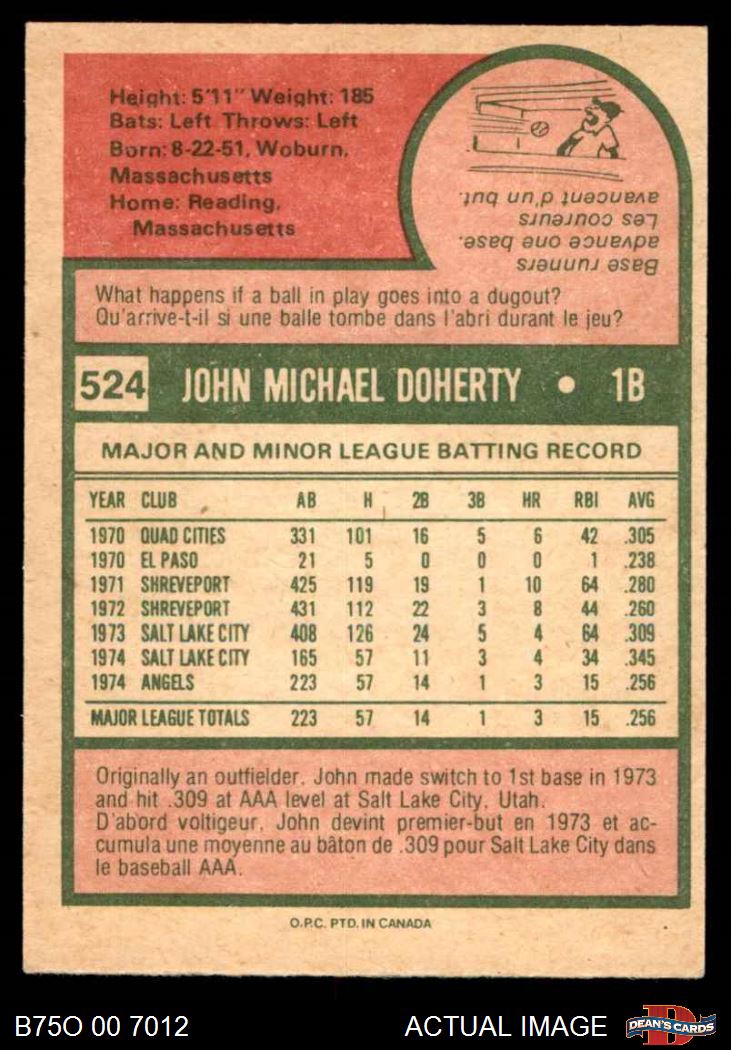 Height: 5'11" Weight: 185
Bats: Left Throws: Left
Born: 8-22-51, Woburn,
Massachusetts
Home: Reading,
Massachusetts
Base runners
advance one base.
Les coureurs
avancent d'un but.
What happens if a ball in play goes into a dugout?
Qu'arrive-t-il si une balle tombe dans l'abri durant le jeu?
524 JOHN MICHAEL DOHERTY • 1B
MAJOR AND MINOR LEAGUE BATTING RECORD
YEAR CLUB AB H 2B 3B HR RBI AVG
1970 QUAD CITIES 331 101 16 5 6 42 .305
1970 EL PASO 21 5 0 0 0 1 .238
1971 SHREVEPORT 425 119 19 1 10 64 .280
1972 SHREVEPORT 431 112 22 3 8 44 .260
1973 SALT LAKE CITY 408 126 24 5 4 64 .309
1974 SALT LAKE CITY 165 57 11 3 4 34 .345
1974 ANGELS 223 57 14 1 3 15 .256
MAJOR LEAGUE TOTALS 223 57 14 1 3 15 .256
Originally an outfielder, John made switch to 1st base in 1973
and hit .309 at AAA level at Salt Lake City, Utah.
D'abord voltigeur, John devint premier-but en 1973 et ac-
cumula une moyenne au bâton de .309 pour Salt Lake City dans
le baseball AAA.
O.P.C. PTD. IN CANADA
B75O 00 7012 ACTUAL IMAGE DEAN'S CARDS